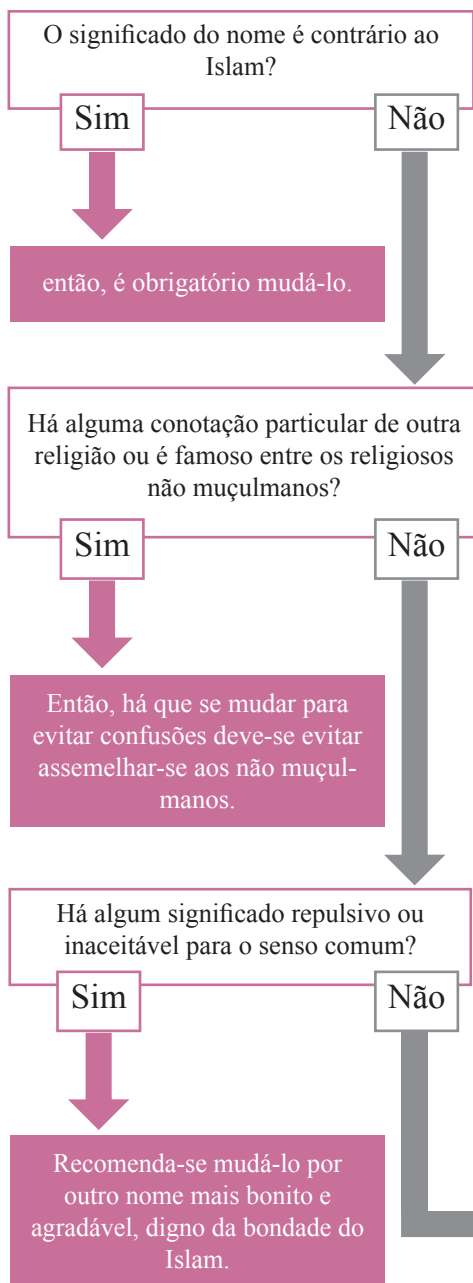 O significado do nome é contrário ao
Islam?
Sim
Não
então, é obrigatório mudá-lo.
Há alguma conotação particular de outra
religião ou é famoso entre os religiosos
não muçulmanos?
Sim
Não
Então, há que se mudar para
evitar confusões deve-se evitar
assemelhar-se aos não muçul-
manos.
Há algum significado repulsivo ou
inaceitável para o senso comum?
Sim
Não
Recomenda-se mudá-lo por
outro nome mais bonito e
agradável, digno da bondade do
Islam.